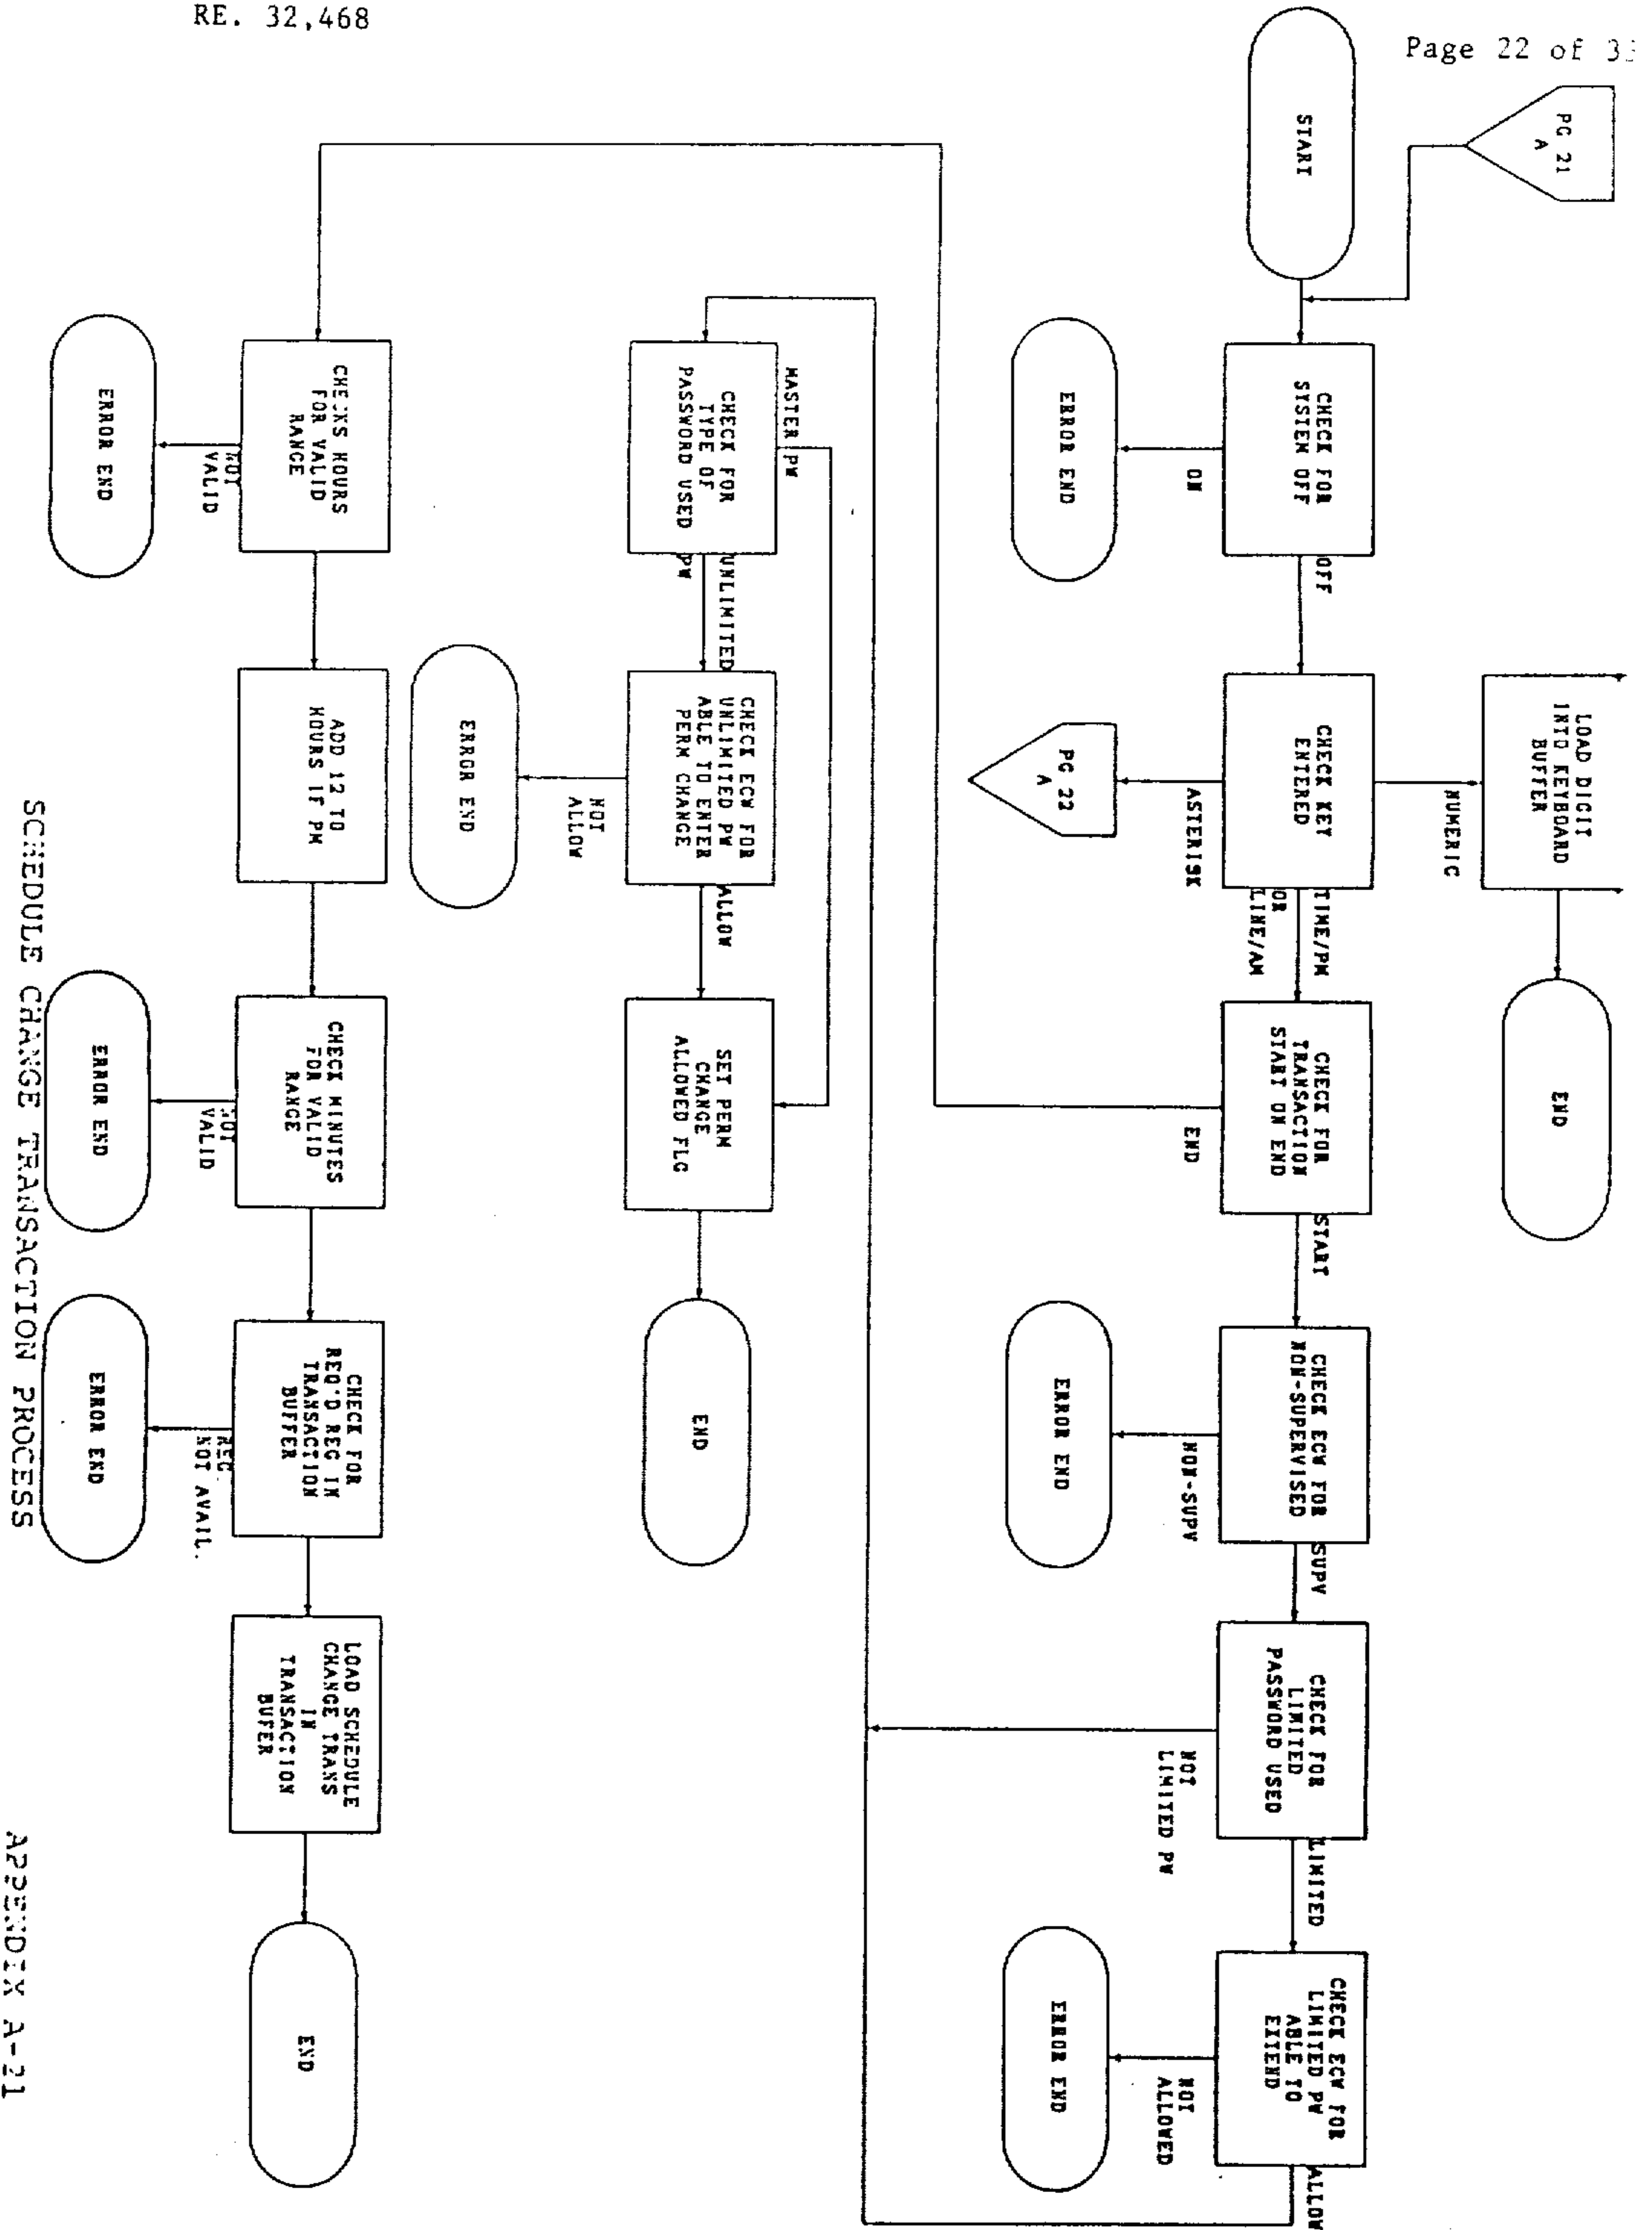 RE. 32,468
Page 22 of 33
PG 21
A
START
CHECK FOR
SYSTEM OFF
ON
ERROR END
OFF
CHECK KEY
ENTERED
NUMERIC
LOAD DIGIT
INTO KEYBOARD
BUFFER
END
ASTERISK
PG 22
A
TIME/PM
OR
TIME/AM
CHECK FOR
TRANSACTION
START OR END
END
START
CHECK ECW FOR
NON-SUPERVISED
NON-SUPV
ERROR END
SUPV
CHECK FOR
LIMITED
PASSWORD USED
NOT
LIMITED PW
LIMITED
CHECK ECW FOR
LIMITED PW
ABLE TO
EXTEND
NOT
ALLOWED
ERROR END
ALLOW
MASTER PW
CHECK FOR
TYPE OF
PASSWORD USED
UNLIMITED
PW
CHECK ECW FOR
UNLIMITED PW
ABLE TO ENTER
PERM CHANGE
NOT
ALLOW
ERROR END
ALLOW
SET PERM
CHANGE
ALLOWED FLG
END
CHECKS HOURS
FOR VALID
RANGE
NOT
VALID
ERROR END
ADD 12 TO
HOURS IF PM
CHECK MINUTES
FOR VALID
RANGE
NOT
VALID
ERROR END
CHECK FOR
REQ'D REG IN
TRANSACTION
BUFFER
REG
NOT AVAIL.
ERROR END
LOAD SCHEDULE
CHANGE TRANS
IN
TRANSACTION
BUFER
END
SCHEDULE CHANGE TRANSACTION PROCESS
APPENDIX A-21